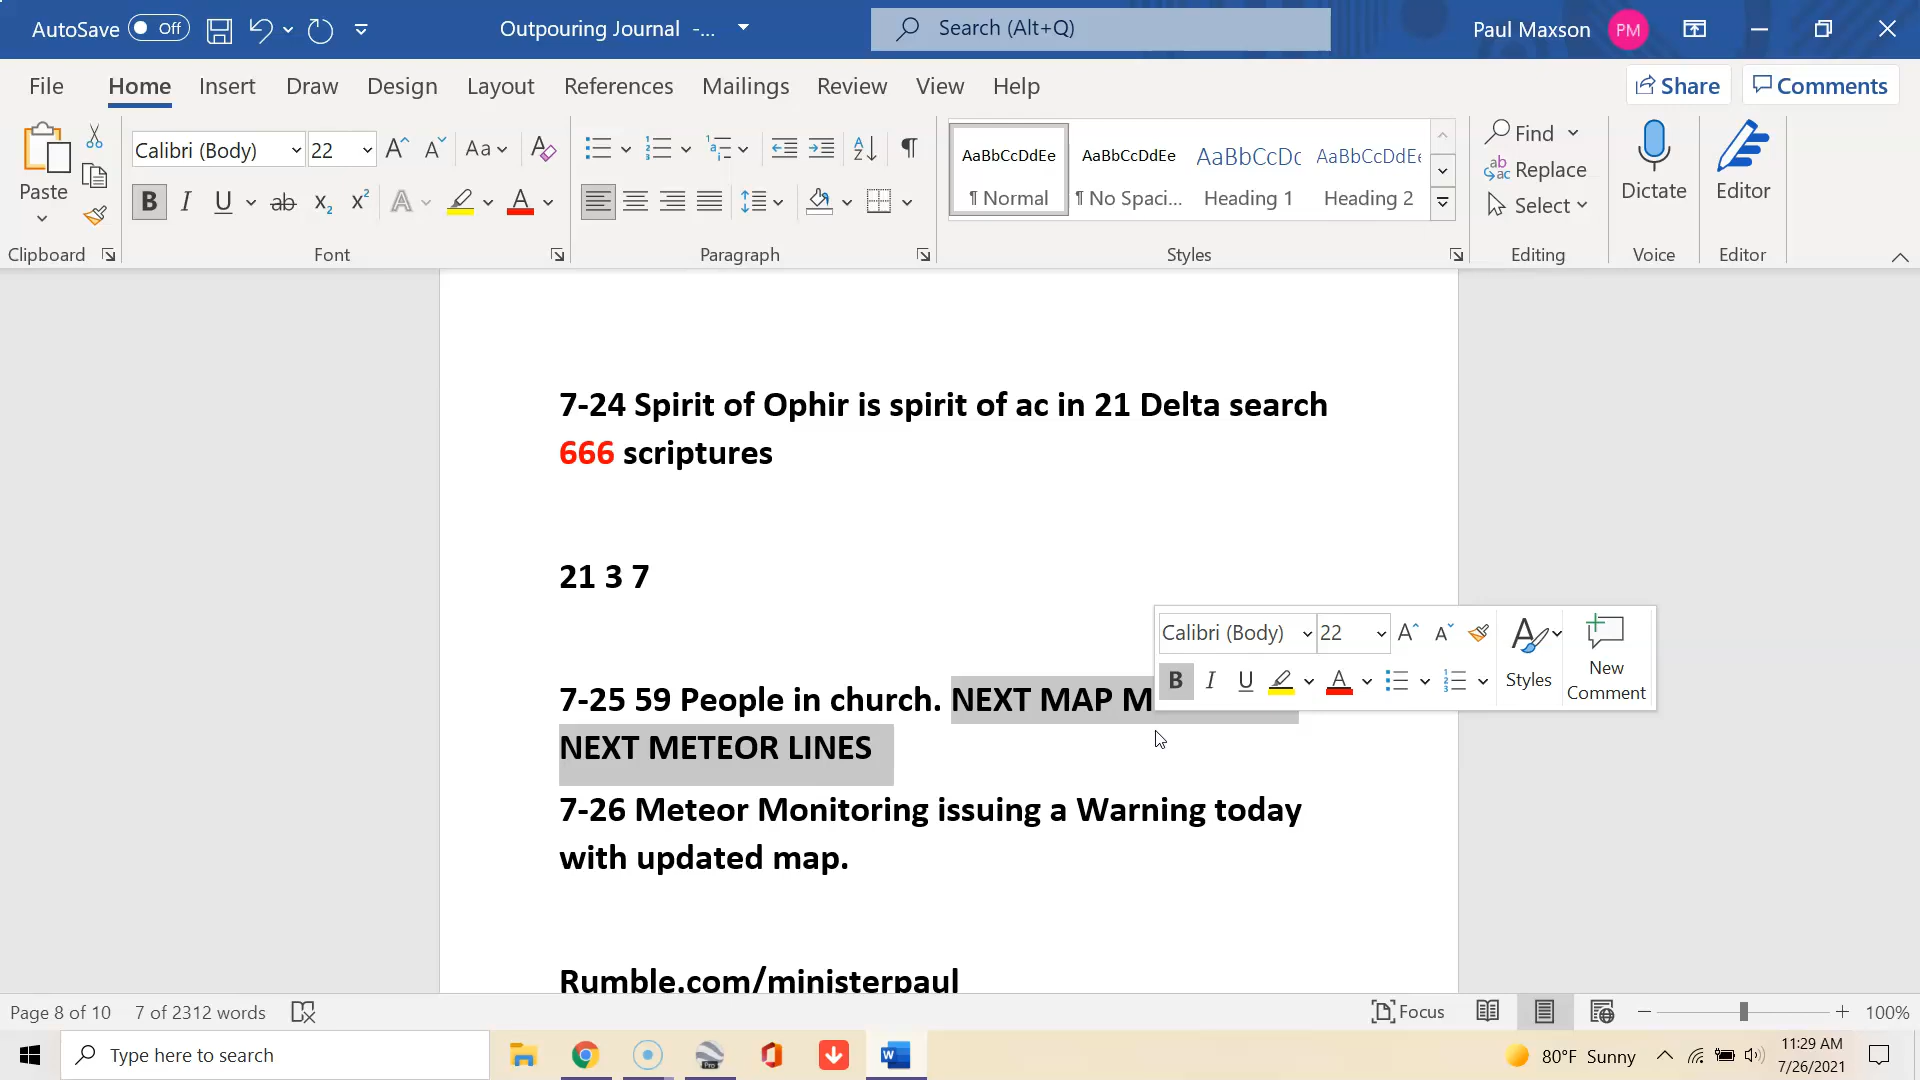 AutoSave Off Outpouring Journal -... Search (Alt+Q) Paul Maxson PM
File Home Insert Draw Design Layout References Mailings Review View Help Share Comments
Paste
Clipboard
Calibri (Body) 22 Aa
B I U ab x2 x2 A A
Font
Paragraph
AaBbCcDdEe AaBbCcDdEe AaBbCcDc AaBbCcDdEe
¶ Normal ¶ No Spaci... Heading 1 Heading 2
Styles
Find
Replace
Select
Editing
Dictate
Voice
Editor
Editor
7-24 Spirit of Ophir is spirit of ac in 21 Delta search
666 scriptures
21 3 7
7-25 59 People in church. NEXT MAP M
NEXT METEOR LINES
Calibri (Body) 22
B I U A
Styles
New
Comment
7-26 Meteor Monitoring issuing a Warning today
with updated map.
Rumble.com/ministerpaul
Page 8 of 10 7 of 2312 words Focus 100%
Type here to search 80°F Sunny 11:29 AM
7/26/2021